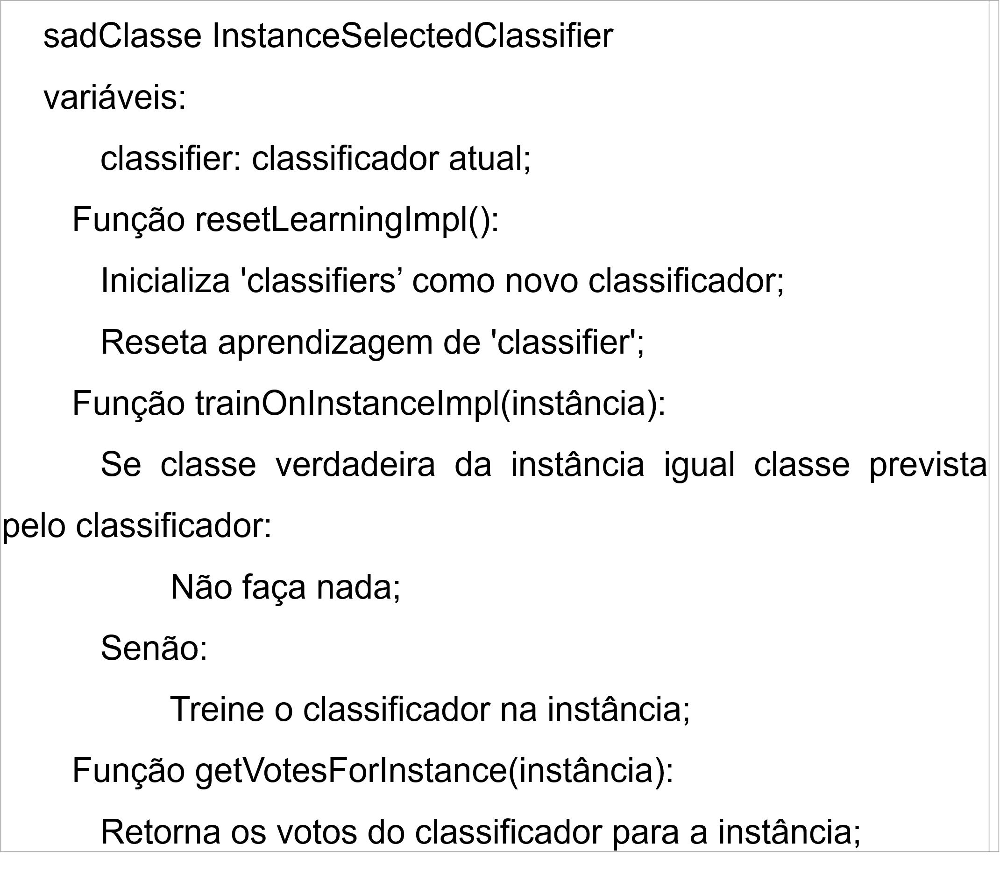 sadClasse InstanceSelectedClassifier
variáveis:
classifier: classificador atual;
Função resetLearningImpl():
Inicializa 'classifiers’ como novo classificador;
Reseta aprendizagem de 'classifier';
Função trainOnInstanceImpl(instância):
Se classe verdadeira da instância igual classe prevista
pelo classificador:
Não faça nada;
Senão:
Treine o classificador na instância;
Função getVotesForInstance(instância):
Retorna os votos do classificador para a instância;